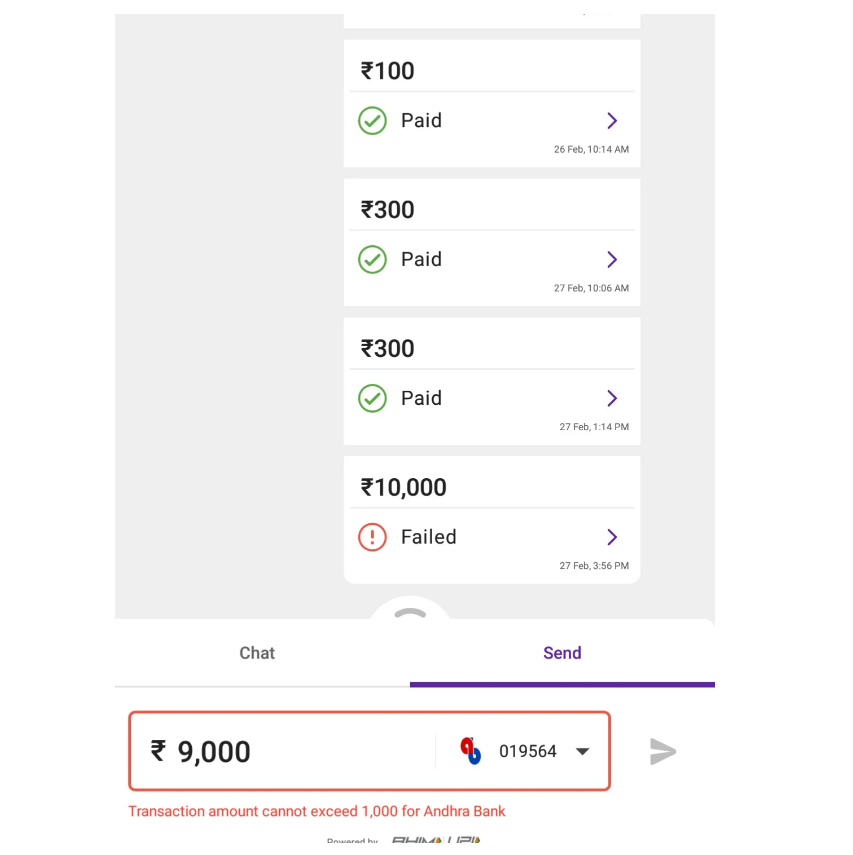 ₹100
Paid
26 Feb, 10:14 AM
₹300
Paid
27 Feb, 10:06 AM
₹300
Paid
27 Feb, 1:14 PM
₹10,000
Failed
27 Feb, 3:56 PM
Chat Send
₹ 9,000 019564
Transaction amount cannot exceed 1,000 for Andhra Bank
Powered by BHIM UPI